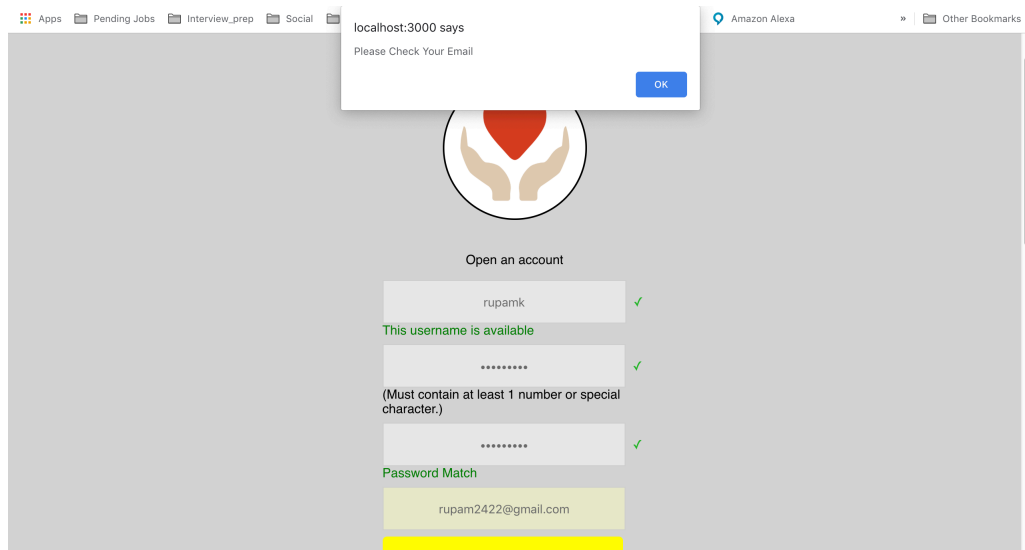 Apps Pending Jobs Interview_prep Social Amazon Alexa » Other Bookmarks
localhost:3000 says
Please Check Your Email
OK
Open an account
rupamk ✓
This username is available
••••••••• ✓
(Must contain at least 1 number or special
character.)
••••••••• ✓
Password Match
rupam2422@gmail.com